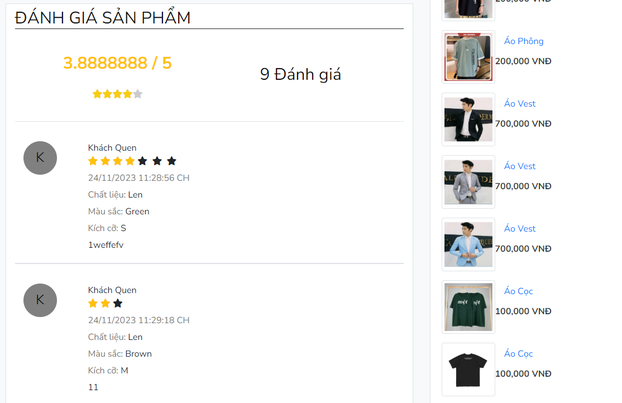 ĐÁNH GIÁ SẢN PHẨM
3.8888888 / 5
9 Đánh giá
K
Khách Quen
24/11/2023 11:28:56 CH
Chất liệu: Len
Màu sắc: Green
Kích cỡ: S
1weffefv
K
Khách Quen
24/11/2023 11:29:18 CH
Chất liệu: Len
Màu sắc: Brown
Kích cỡ: M
11
Áo Phông
200,000 VNĐ
Áo Vest
700,000 VNĐ
Áo Vest
700,000 VNĐ
Áo Vest
700,000 VNĐ
Áo Cọc
100,000 VNĐ
Áo Cọc
100,000 VNĐ